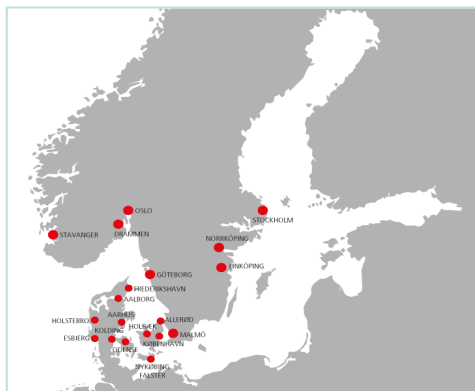 OSLO
STOCKHOLM
DRAMMEN
STAVANGER
NORRKÖPING
LINKÖPING
GÖTEBORG
FREDERIKSHAVN
AALBORG
HOLSTEBRO
AARHUS
ALLERØD
KOLDING
HOLBÆK
MALMÖ
ESBJERG
ODENSE
KØBENHAVN
NYKØBING
FALSTER